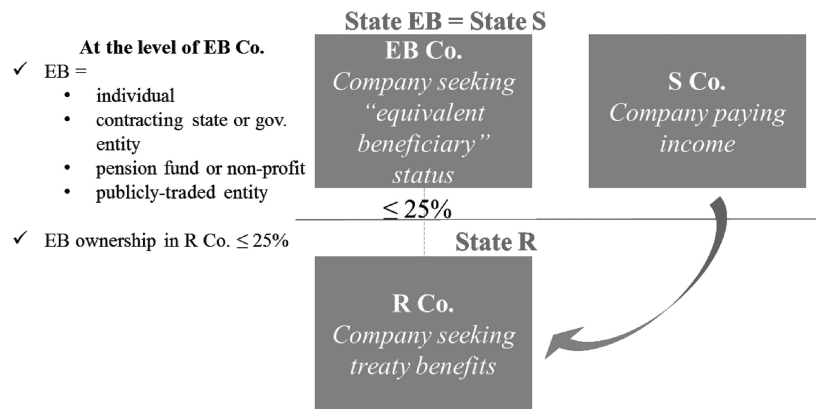 State EB = State S
At the level of EB Co.
✓ EB =
• individual
• contracting state or gov.
entity
• pension fund or non-profit
• publicly-traded entity
EB Co.
Company seeking
“equivalent
beneficiary”
status
S Co.
Company paying
income
≤ 25%
✓ EB ownership in R Co. ≤ 25%
State R
R Co.
Company seeking
treaty benefits